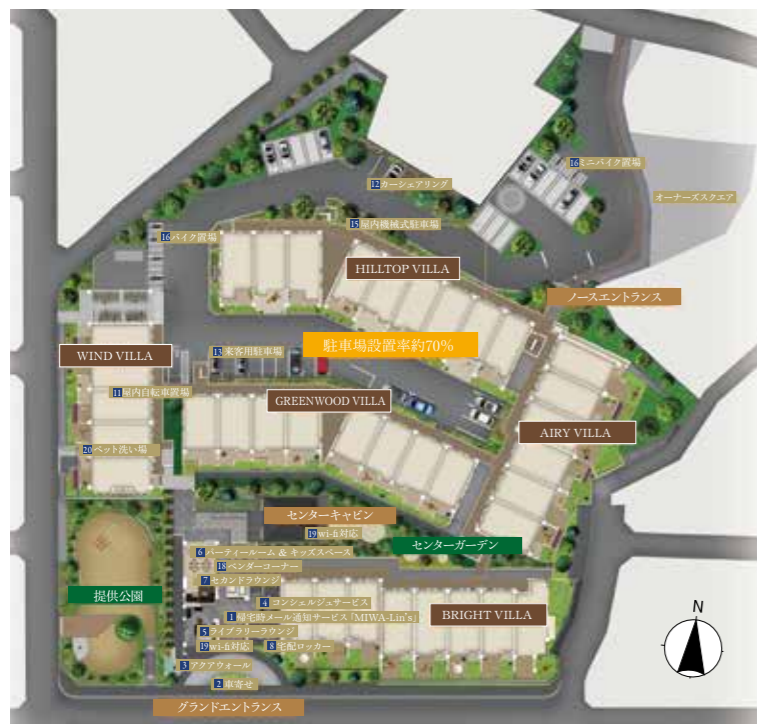 16 ミニバイク置場
12 カーシェアリング
オーナーズスクエア
15 屋内機械式駐車場
16 バイク置場
HILLTOP VILLA
ノースエントランス
駐車場設置率約70%
WIND VILLA
13 来客用駐車場
11 屋内自転車置場
GREENWOOD VILLA
AIRY VILLA
20 ペット洗い場
センターキャビン
19 wi-fi対応
センターガーデン
6 パーティールーム & キッズスペース
18 ベンダーコーナー
7 セカンドラウンジ
提供公園
4 コンシェルジュサービス
1 帰宅時メール通知サービス「MIWA-Lin's」
BRIGHT VILLA
5 ライブラリーラウンジ
19 wi-fi対応
8 宅配ロッカー
3 アクアウォール
2 車寄せ
グランドエントランス
N